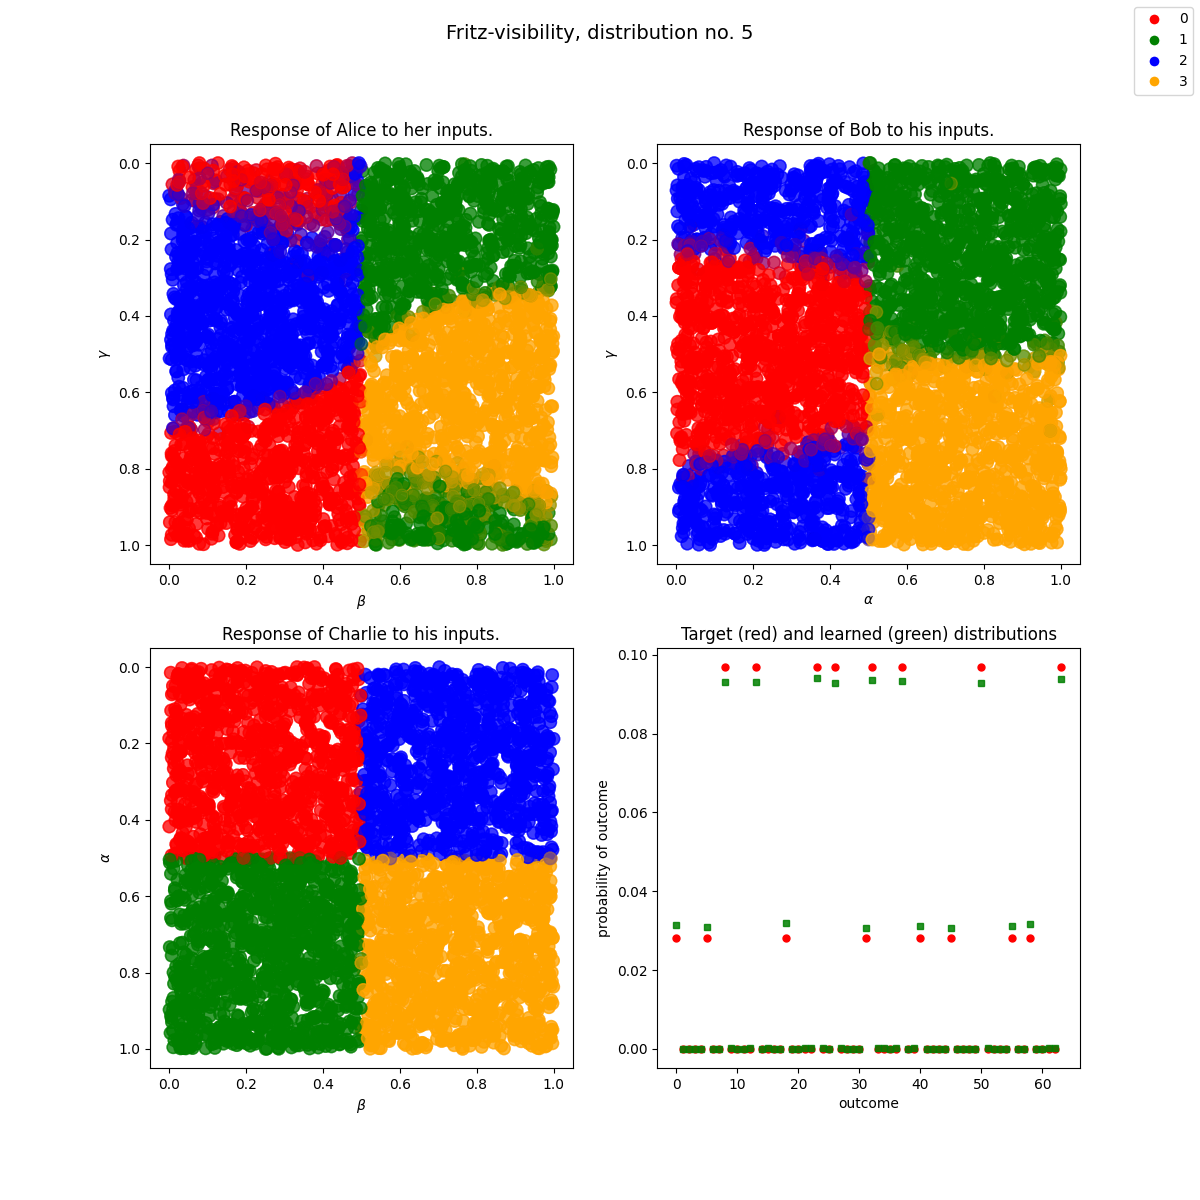 Fritz-visibility, distribution no. 5
0
1
2
3
Response of Alice to her inputs.
γ
0.0
0.2
0.4
0.6
0.8
1.0
0.0 0.2 0.4 0.6 0.8 1.0
β
Response of Bob to his inputs.
γ
0.0
0.2
0.4
0.6
0.8
1.0
0.0 0.2 0.4 0.6 0.8 1.0
α
Response of Charlie to his inputs.
α
0.0
0.2
0.4
0.6
0.8
1.0
0.0 0.2 0.4 0.6 0.8 1.0
β
Target (red) and learned (green) distributions
probability of outcome
0.10
0.08
0.06
0.04
0.02
0.00
0 10 20 30 40 50 60
outcome